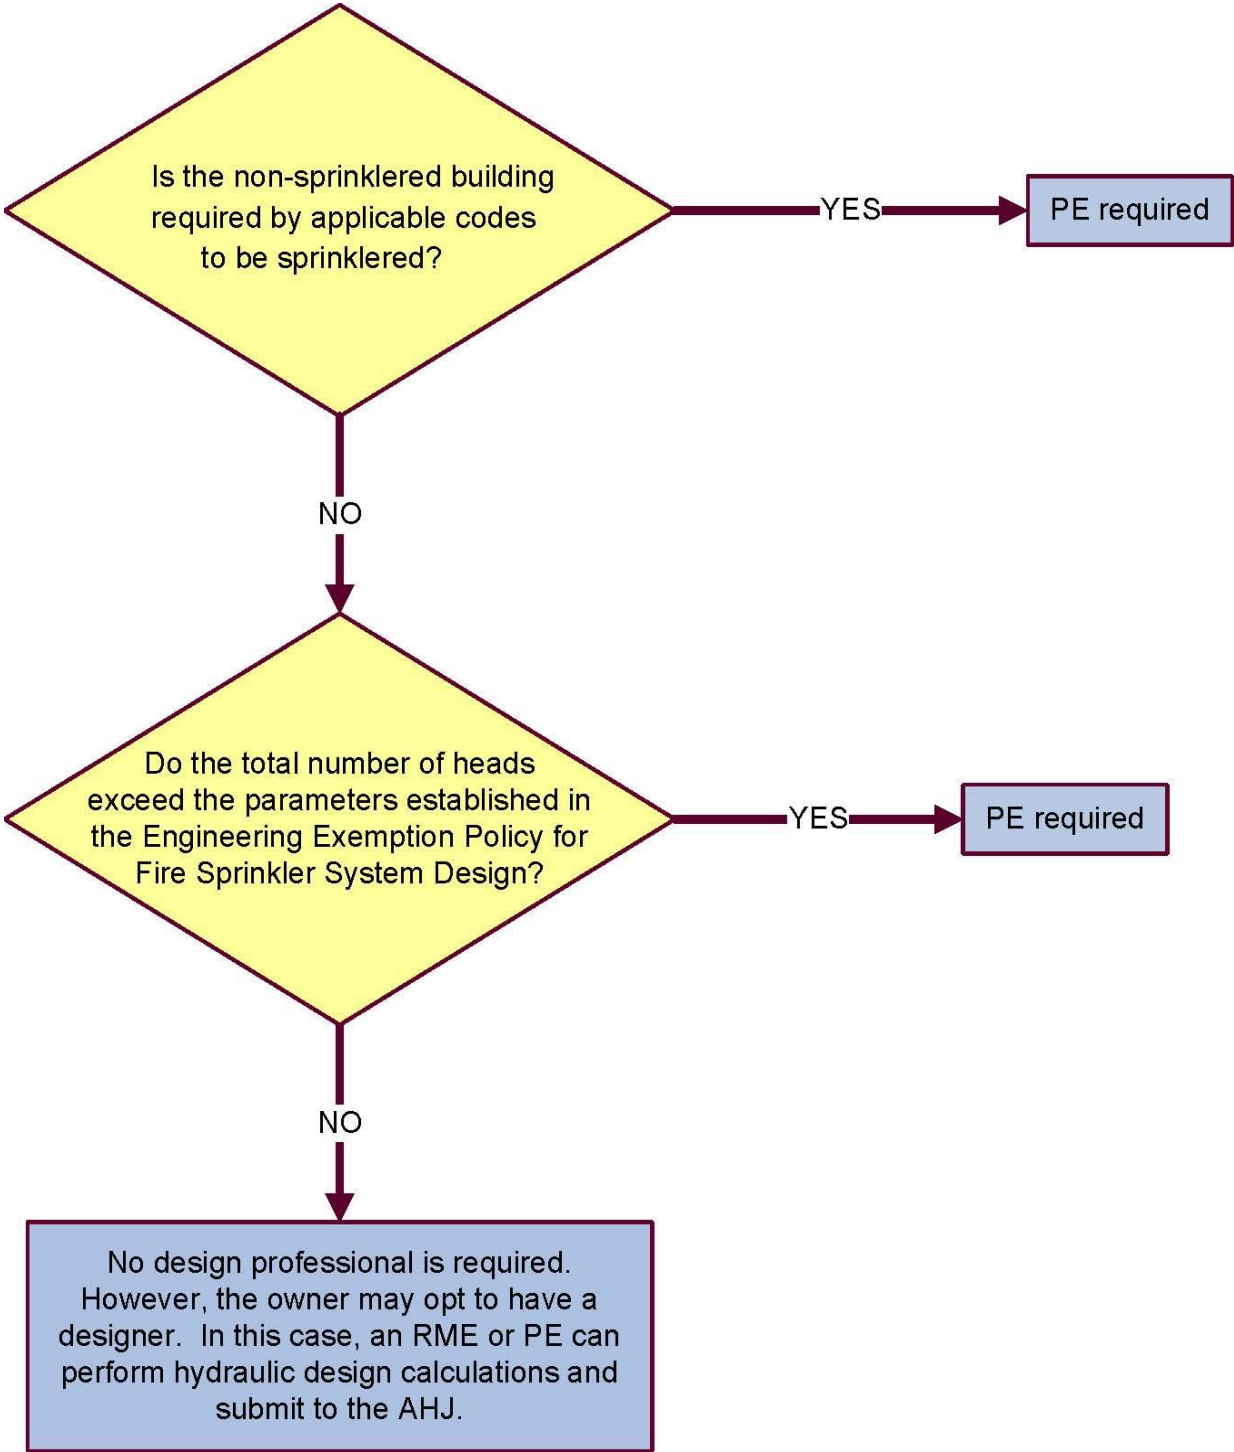 Is the non-sprinklered building
required by applicable codes
to be sprinklered?
YES
PE required
NO
Do the total number of heads
exceed the parameters established in
the Engineering Exemption Policy for
Fire Sprinkler System Design?
YES
PE required
NO
No design professional is required.
However, the owner may opt to have a
designer.  In this case, an RME or PE can
perform hydraulic design calculations and
submit to the AHJ.